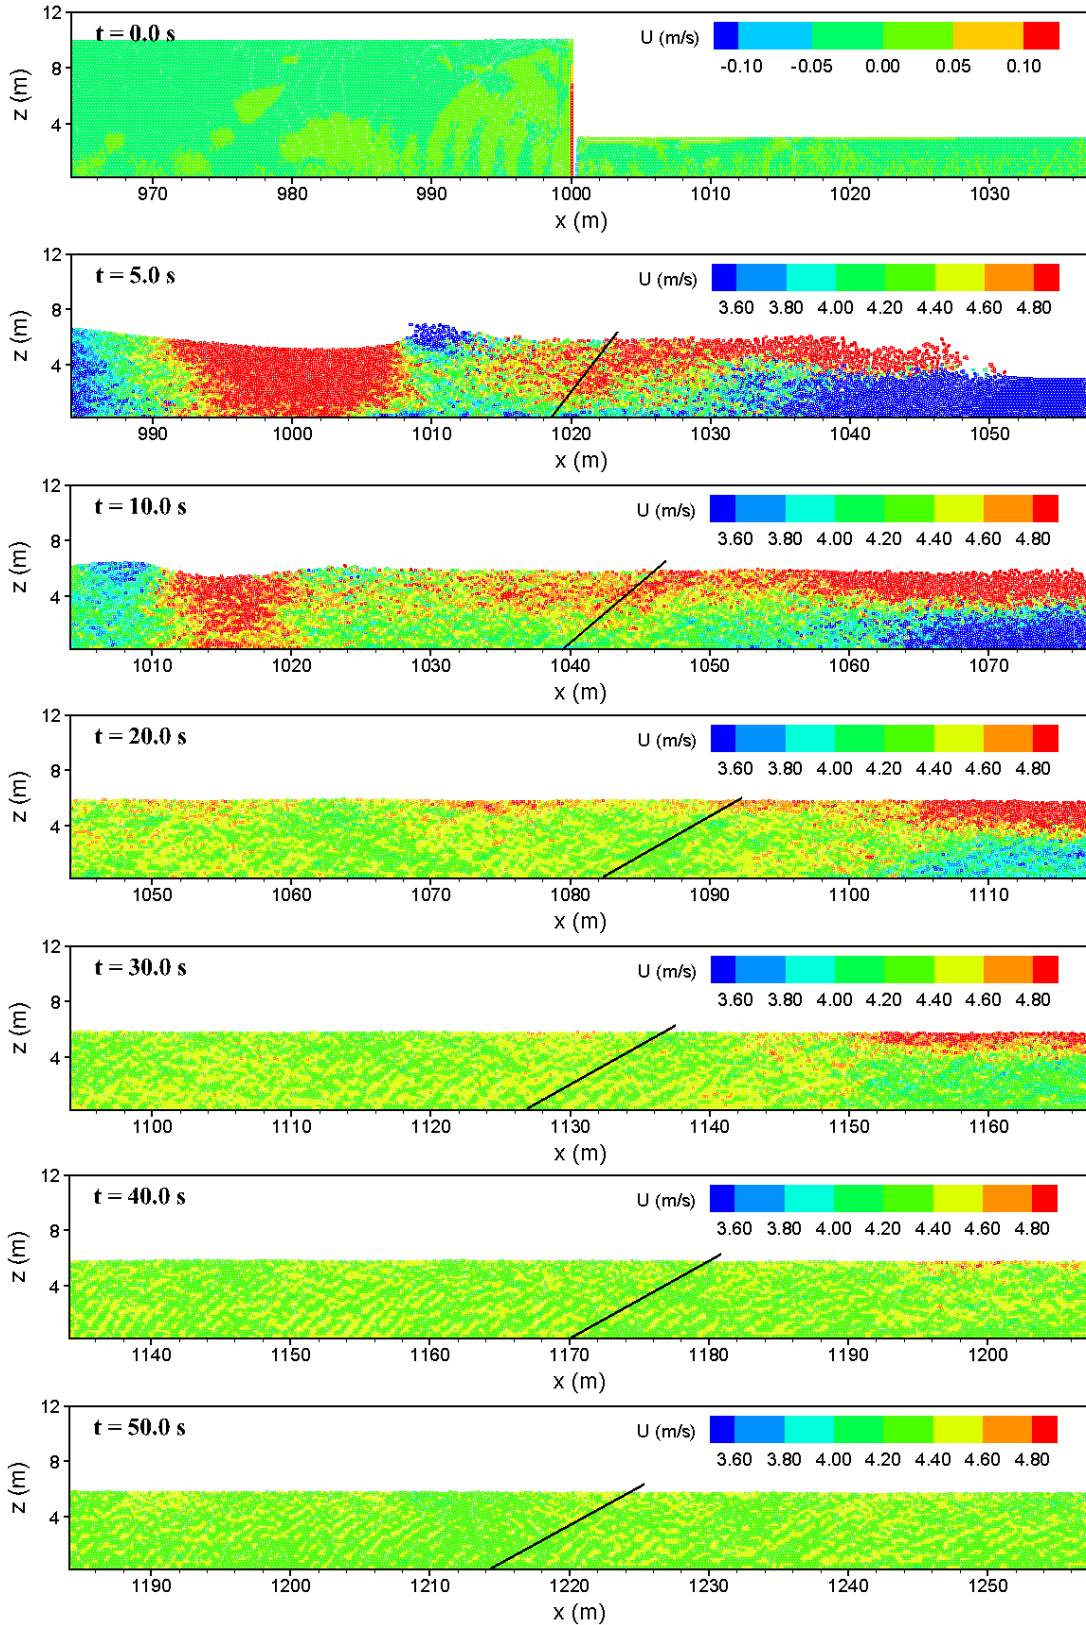 12
t = 0.0 s
U (m/s)
-0.10 -0.05 0.00 0.05 0.10
8
z (m)
4
970 980 990 1000 1010 1020 1030
x (m)
12
t = 5.0 s
U (m/s)
3.60 3.80 4.00 4.20 4.40 4.60 4.80
8
z (m)
4
990 1000 1010 1020 1030 1040 1050
x (m)
12
t = 10.0 s
U (m/s)
3.60 3.80 4.00 4.20 4.40 4.60 4.80
8
z (m)
4
1010 1020 1030 1040 1050 1060 1070
x (m)
12
t = 20.0 s
U (m/s)
3.60 3.80 4.00 4.20 4.40 4.60 4.80
8
z (m)
4
1050 1060 1070 1080 1090 1100 1110
x (m)
12
t = 30.0 s
U (m/s)
3.60 3.80 4.00 4.20 4.40 4.60 4.80
8
z (m)
4
1100 1110 1120 1130 1140 1150 1160
x (m)
12
t = 40.0 s
U (m/s)
3.60 3.80 4.00 4.20 4.40 4.60 4.80
8
z (m)
4
1140 1150 1160 1170 1180 1190 1200
x (m)
12
t = 50.0 s
U (m/s)
3.60 3.80 4.00 4.20 4.40 4.60 4.80
8
z (m)
4
1190 1200 1210 1220 1230 1240 1250
x (m)